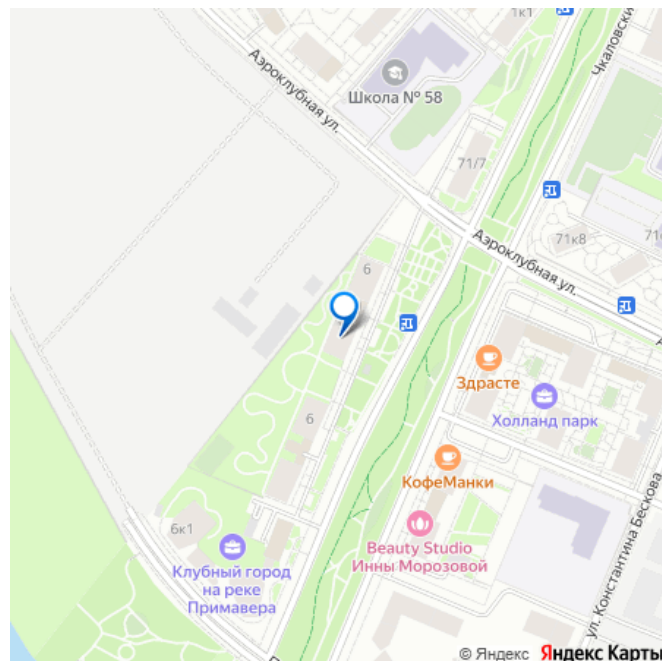 1к1
Чкаловский
Аэроклубная ул.
Школа № 58
71/7
Аэроклубная ул.
71к8
6
Здрасте
Холланд парк
6
КофеМанки
6к1
Beauty Studio
Инны Морозовой
Клубный город
на реке
Примавера
ул. Константина Бескова
© Яндекс Яндекс Карты